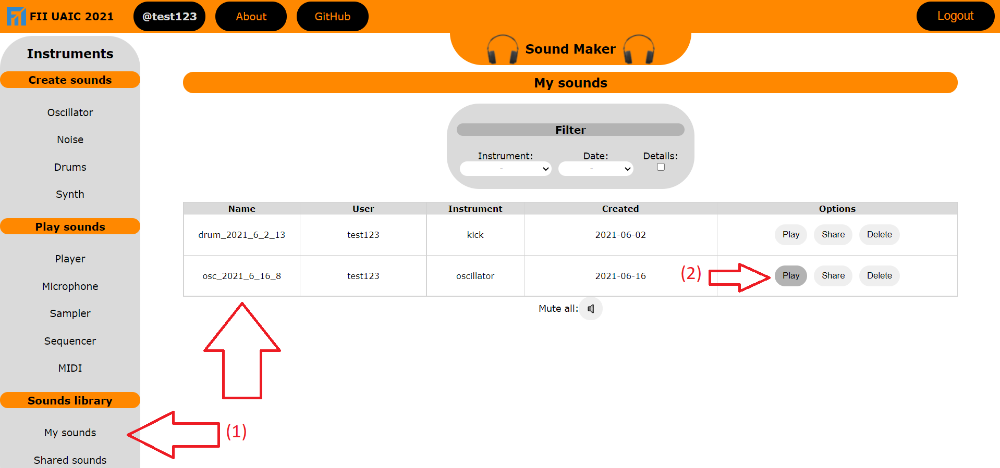 FII UAIC 2021 @test123 About GitHub Logout
Sound Maker
Instruments
Create sounds
Oscillator
Noise
Drums
Synth
Play sounds
Player
Microphone
Sampler
Sequencer
MIDI
Sounds library
My sounds
(1)
Shared sounds
My sounds
Filter
Instrument: Date: Details:
- -
Name User Instrument Created Options
drum_2021_6_2_13 test123 kick 2021-06-02 Play Share Delete
osc_2021_6_16_8 test123 oscillator 2021-06-16 (2) Play Share Delete
Mute all: